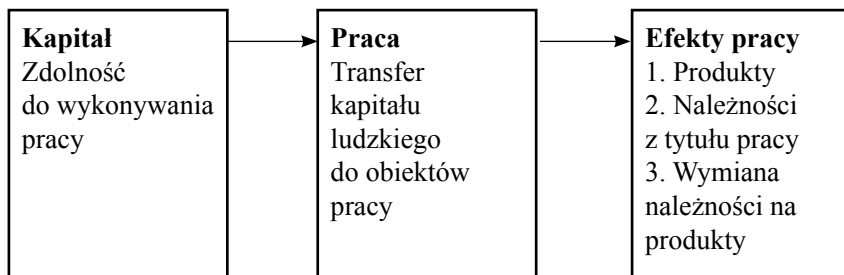 Kapitał
Zdolność
do wykonywania
pracy
Praca
Transfer
kapitału
ludzkiego
do obiektów
pracy
Efekty pracy
1. Produkty
2. Należności
z tytułu pracy
3. Wymiana
należności na
produkty